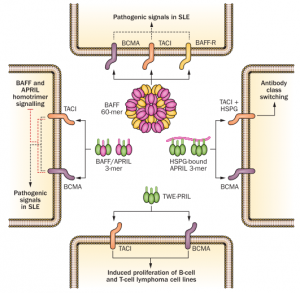 Pathogenic signals in SLE
BCMA
TACI
BAFF-R
BAFF and
APRIL
homotrimer
signalling
TACI
BAFF
60-mer
TACI +
HSPG
Antibody
class
switching
BAFF/APRIL
3-mer
HSPG-bound
APRIL 3-mer
Pathogenic
signals
in SLE
BCMA
BCMA
TWE-PRIL
TACI
BCMA
Induced proliferation of B-cell
and T-cell lymphoma cell lines